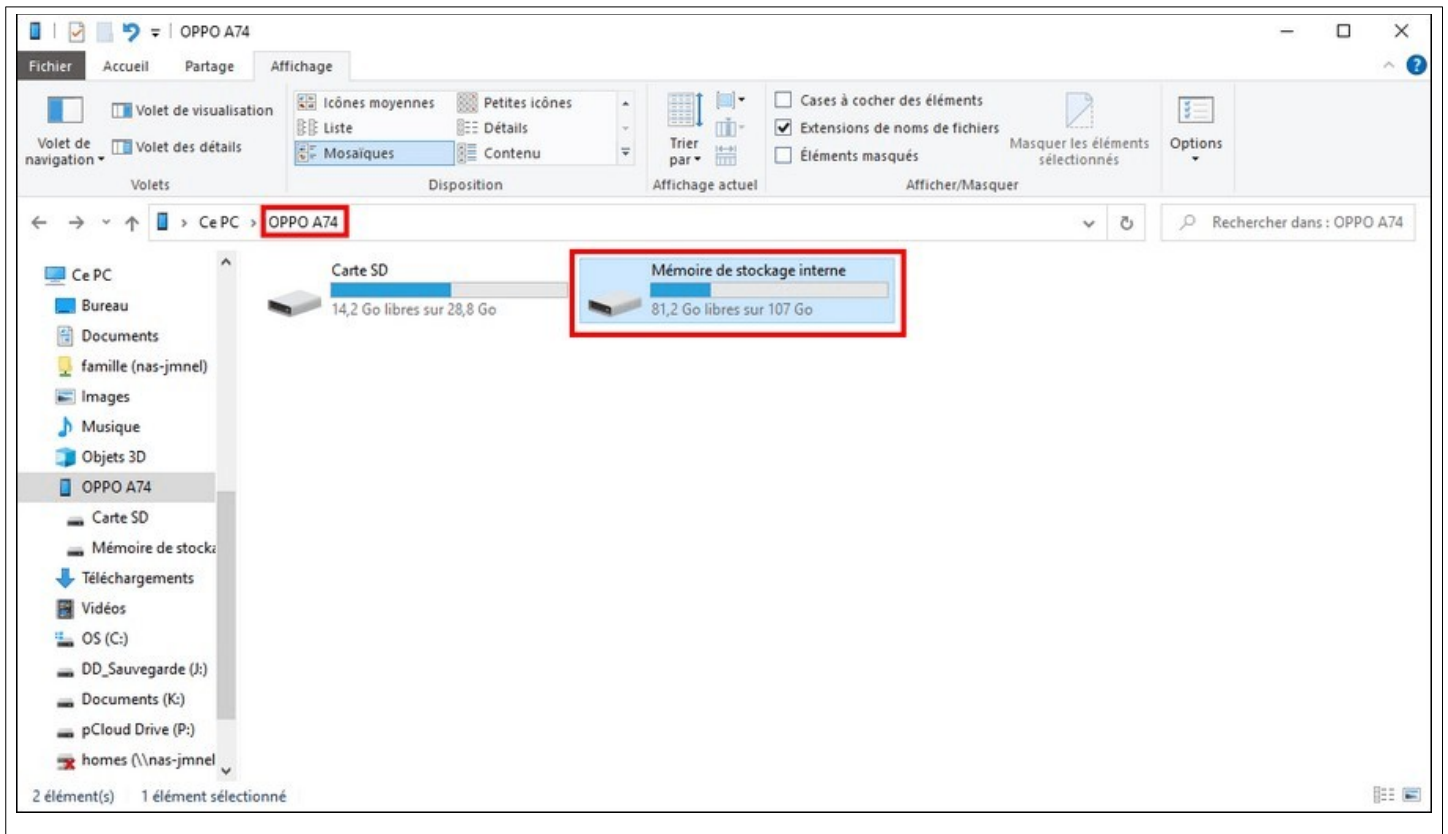 OPPO A74
Fichier Accueil Partage Affichage
Volet de navigation
Volet de visualisation
Volet des détails
Volets
Icônes moyennes Petites icônes
Liste Détails
Mosaïques Contenu
Disposition
Trier par
Affichage actuel
Cases à cocher des éléments
Extensions de noms de fichiers
Éléments masqués
Masquer les éléments sélectionnés
Afficher/Masquer
Options
Ce PC > OPPO A74
Rechercher dans : OPPO A74
Ce PC
Bureau
Documents
famille (nas-jmnel)
Images
Musique
Objets 3D
OPPO A74
Carte SD
Mémoire de stocka
Téléchargements
Vidéos
OS (C:)
DD_Sauvegarde (J:)
Documents (K:)
pCloud Drive (P:)
homes (\\nas-jmnel
Carte SD
14,2 Go libres sur 28,8 Go
Mémoire de stockage interne
81,2 Go libres sur 107 Go
2 élément(s) 1 élément sélectionné